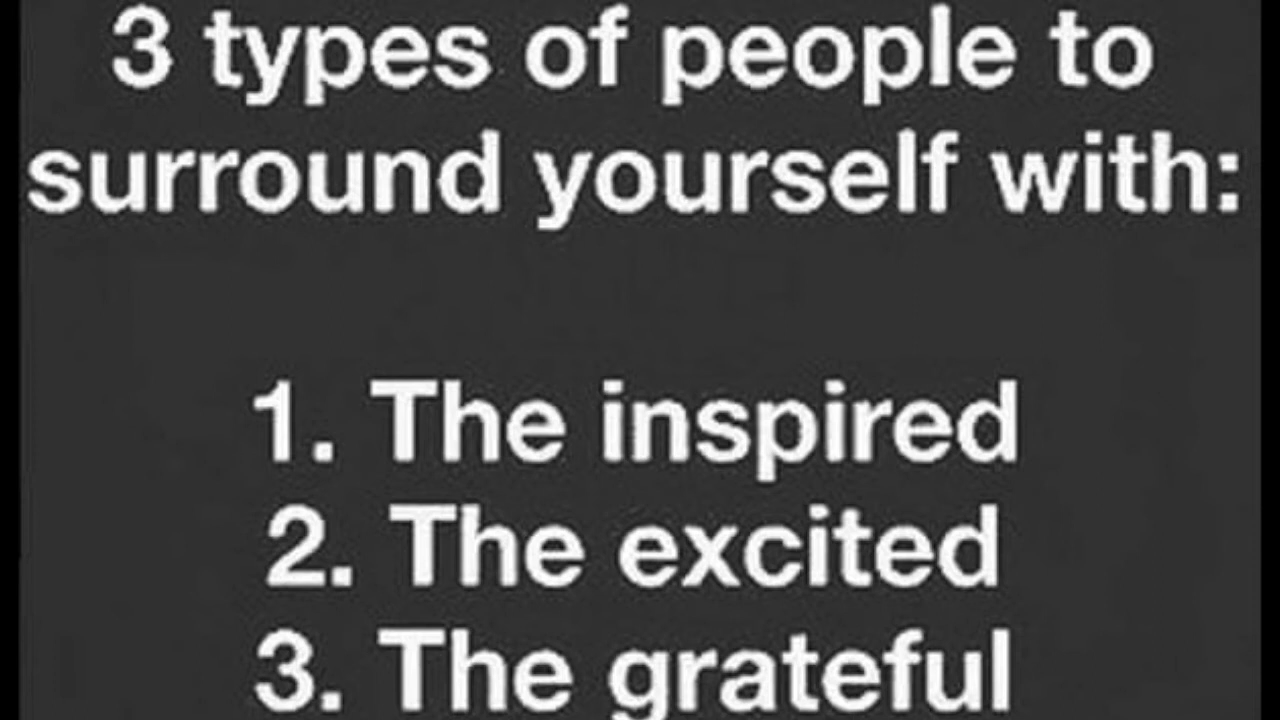 3 types of people to
surround yourself with:
1. The inspired
2. The excited
3. The grateful